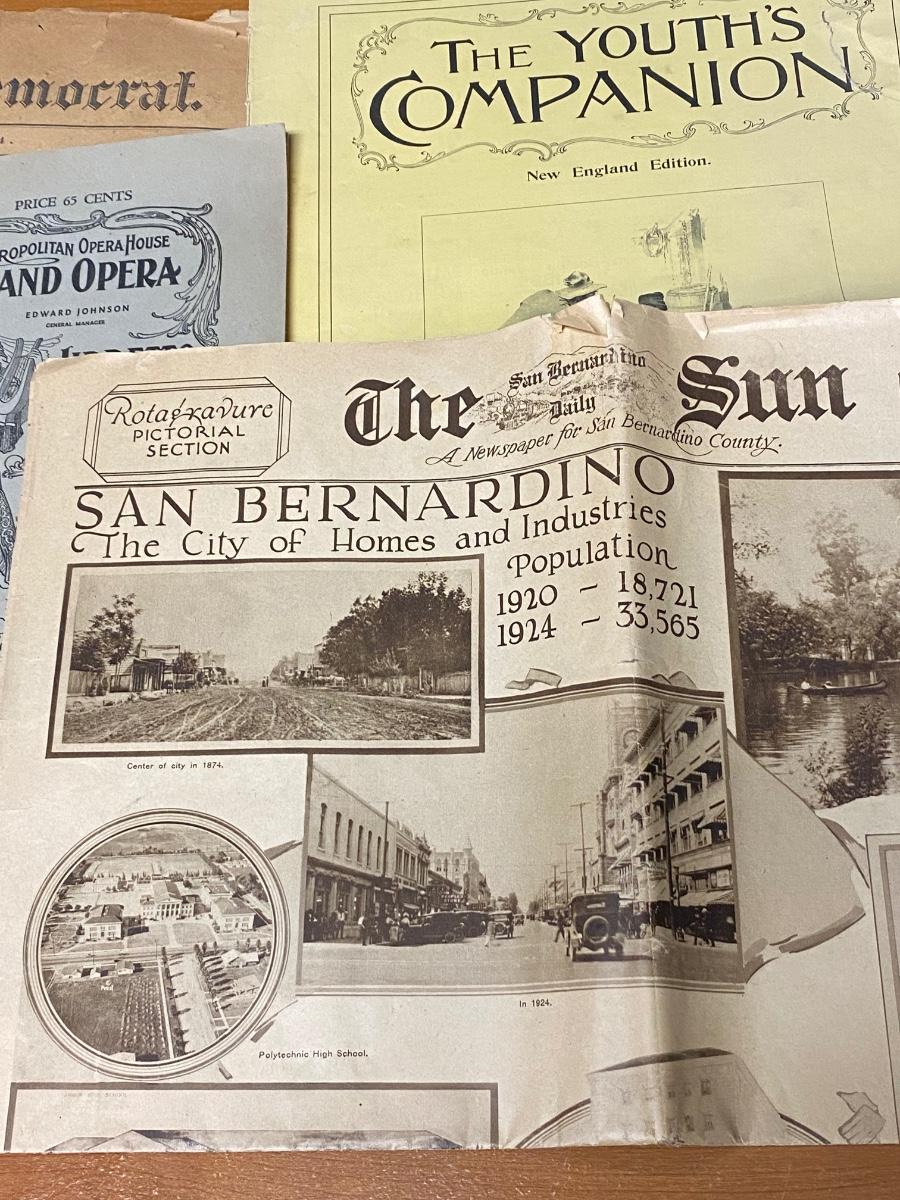 mocrat.
THE YOUTH'S
COMPANION
New England Edition.
PRICE 65 CENTS
ROPOLITAN OPERA HOUSE
AND OPERA
EDWARD JOHNSON
GENERAL MANAGER
Rotagravure
PICTORIAL
SECTION
The San Bernardino Daily Sun
A Newspaper for San Bernardino County.
SAN BERNARDINO
The City of Homes and Industries
Population
1920 - 18,721
1924 - 33,565
Center of city in 1874.
In 1924.
Polytechnic High School.